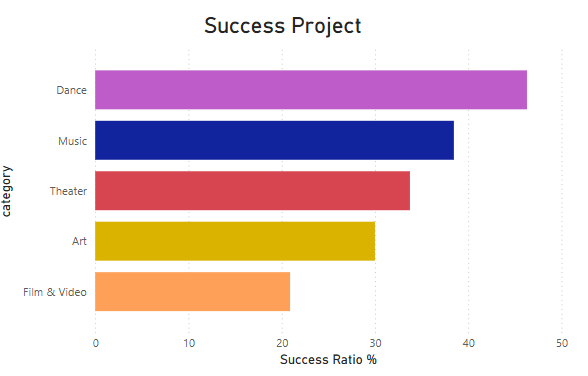 Success Project
category
Dance
Music
Theater
Art
Film & Video
0 10 20 30 40 50
Success Ratio %